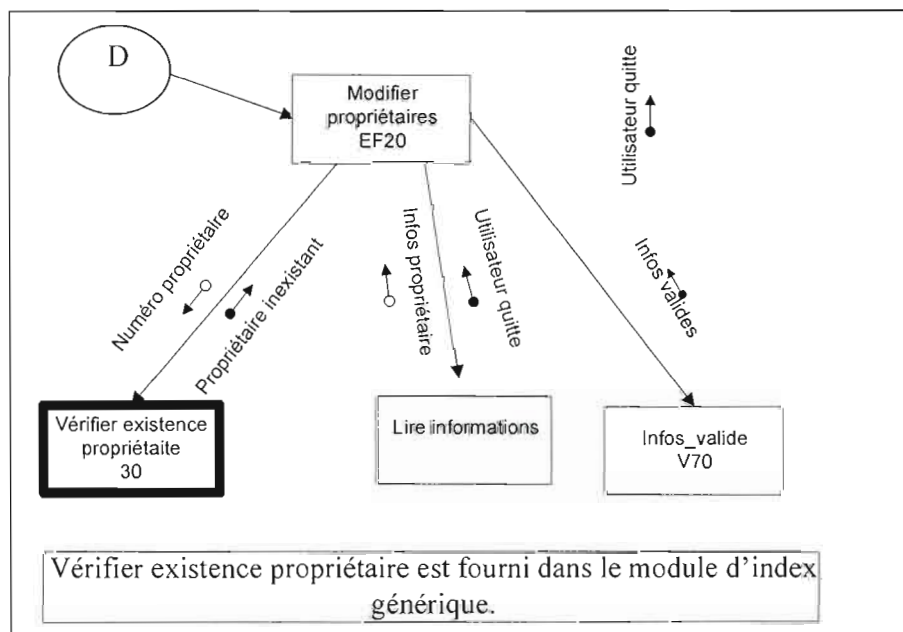 D
Modifier
propriétaires
EF20
Utilisateur quitte
Numéro propriétaire
Propriétaire inexistant
Infos propriétaire
Utilisateur quitte
Infos valides
Vérifier existence
propriétaite
30
Lire informations
Infos_valide
V70
Vérifier existence propriétaire est fourni dans le module d'index
générique.